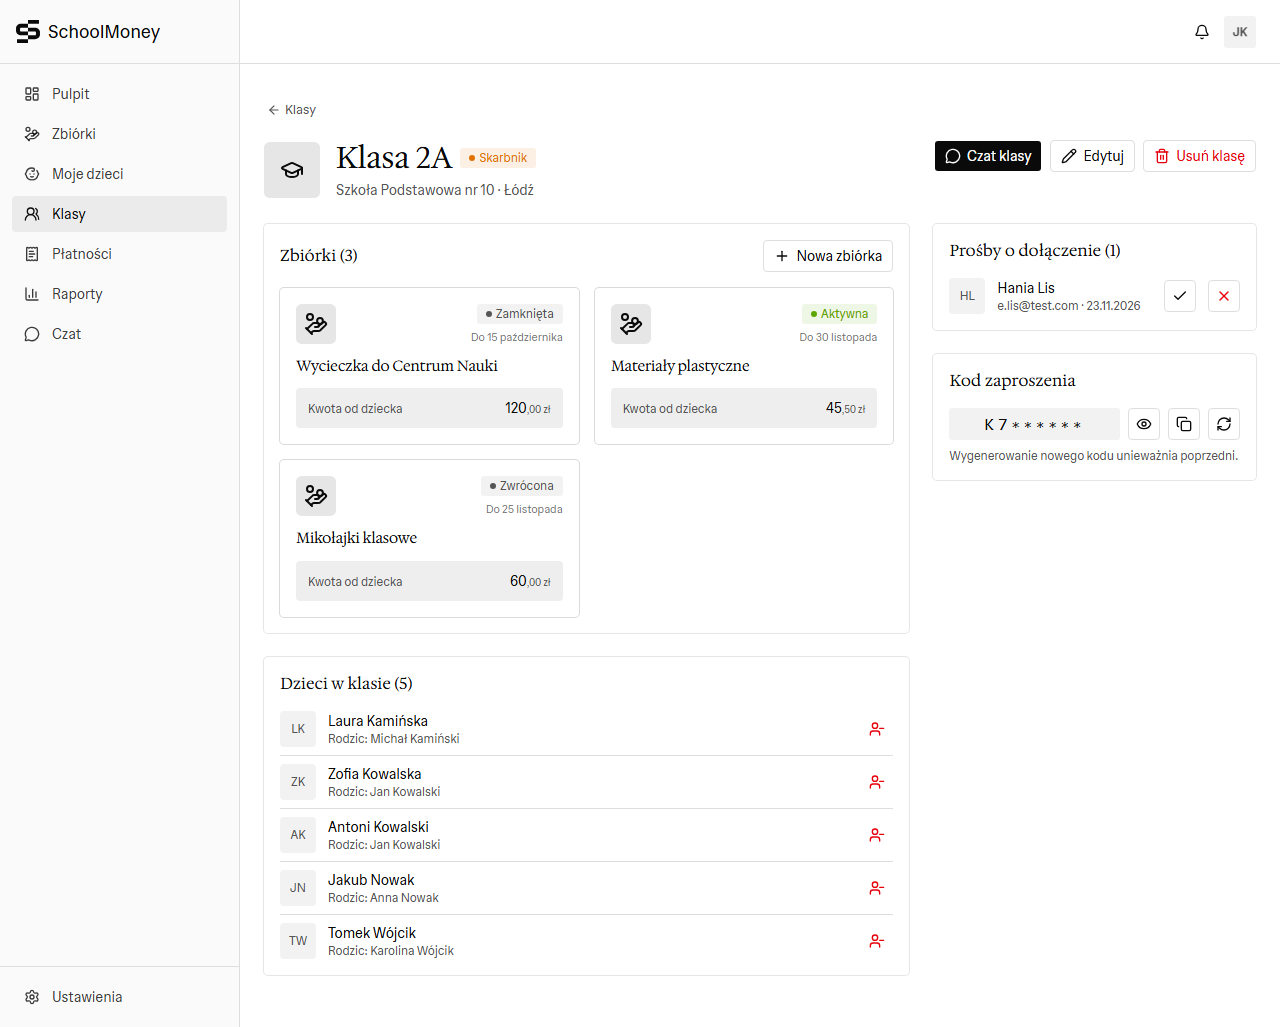 SchoolMoney
JK
Pulpit
Zbiórki
Moje dzieci
Klasy
Płatności
Raporty
Czat
Ustawienia
Klasy
Klasa 2A
Skarbnik
Szkoła Podstawowa nr 10 · Łódź
Czat klasy
Edytuj
Usuń klasę
Zbiórki (3)
Nowa zbiórka
Zamknięta
Do 15 października
Wycieczka do Centrum Nauki
Kwota od dziecka 120,00 zł
Aktywna
Do 30 listopada
Materiały plastyczne
Kwota od dziecka 45,50 zł
Zwrócona
Do 25 listopada
Mikołajki klasowe
Kwota od dziecka 60,00 zł
Dzieci w klasie (5)
LK
Laura Kamińska
Rodzic: Michał Kamiński
ZK
Zofia Kowalska
Rodzic: Jan Kowalski
AK
Antoni Kowalski
Rodzic: Jan Kowalski
JN
Jakub Nowak
Rodzic: Anna Nowak
TW
Tomek Wójcik
Rodzic: Karolina Wójcik
Prośby o dołączenie (1)
HL
Hania Lis
e.lis@test.com · 23.11.2026
Kod zaproszenia
K7******
Wygenerowanie nowego kodu unieważnia poprzedni.